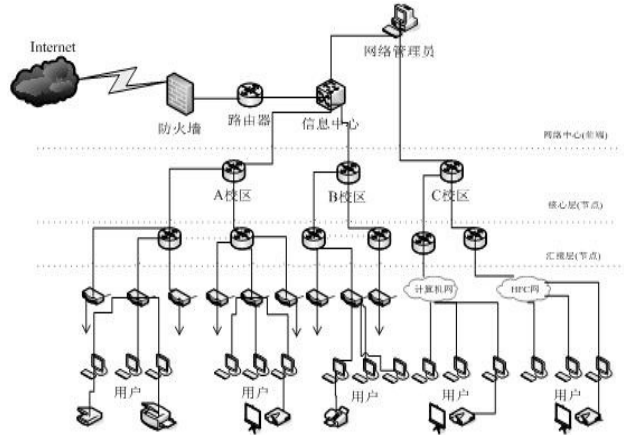 Internet
网络管理员
防火墙
路由器
信息中心
网络中心(前端)
A校区
B校区
C校区
核心层(节点)
汇接层(节点)
计算机网
HFC网
用户
用户
用户
用户
用户